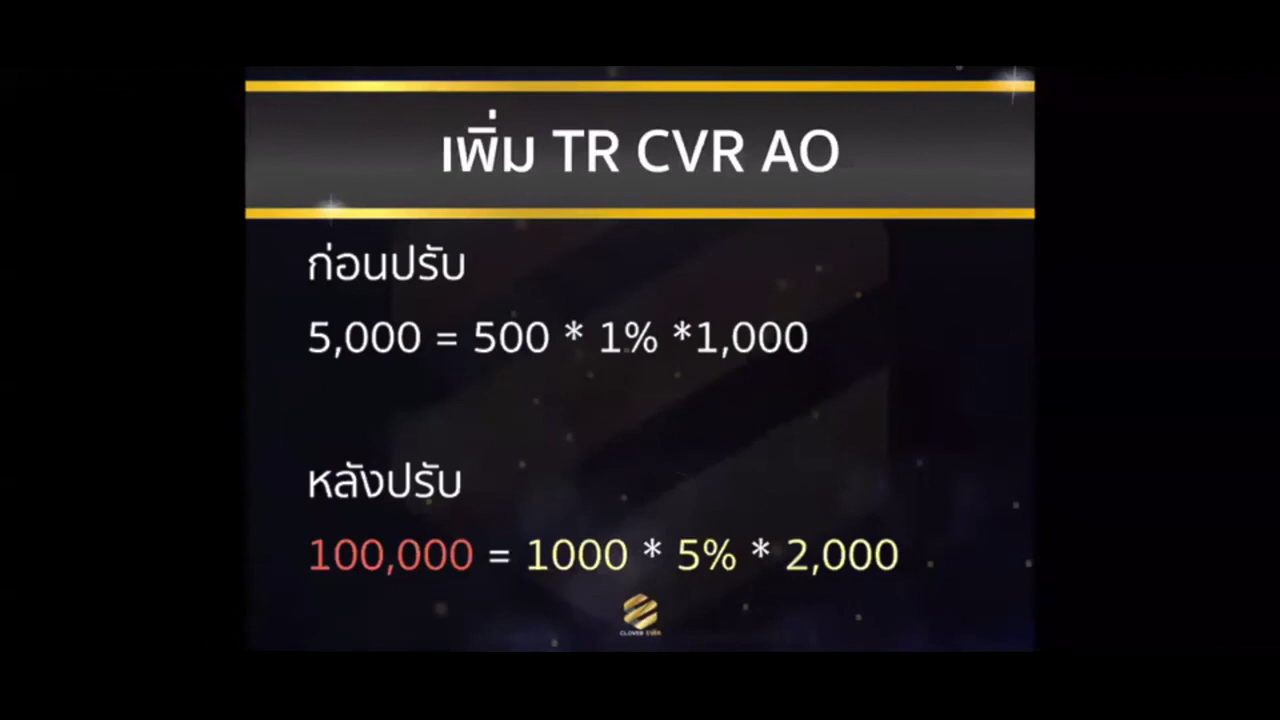 เพิ่ม TR CVR AO
ก่อนปรับ
5,000 = 500 * 1% *1,000
หลังปรับ
100,000 = 1000 * 5% * 2,000
CLOVER